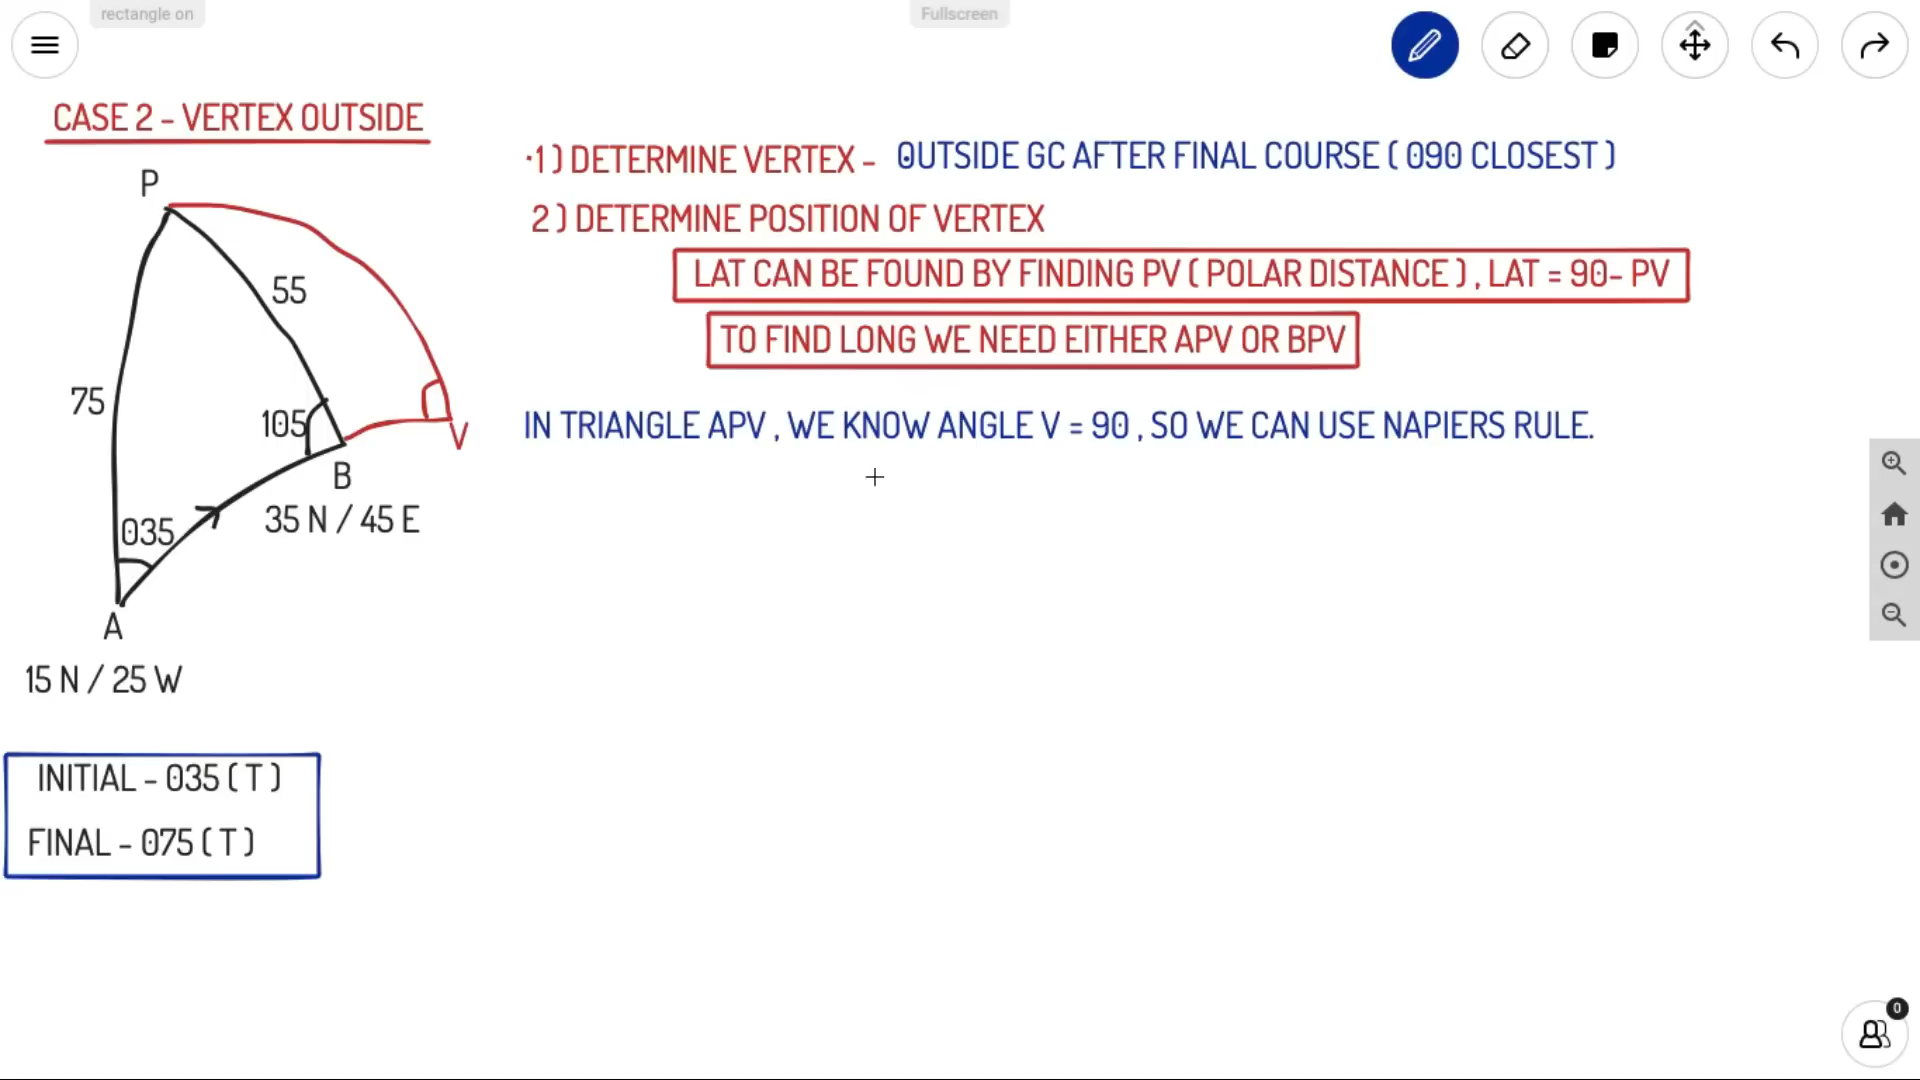 rectangle on
Fullscreen
CASE 2 - VERTEX OUTSIDE
·1 ) DETERMINE VERTEX - OUTSIDE GC AFTER FINAL COURSE ( 090 CLOSEST )
2 ) DETERMINE POSITION OF VERTEX
LAT CAN BE FOUND BY FINDING PV ( POLAR DISTANCE ) , LAT = 90- PV
TO FIND LONG WE NEED EITHER APV OR BPV
IN TRIANGLE APV , WE KNOW ANGLE V = 90 , SO WE CAN USE NAPIERS RULE.
P
55
75
105
V
B
035
35 N / 45 E
A
15 N / 25 W
INITIAL - 035 ( T )
FINAL - 075 ( T )
0